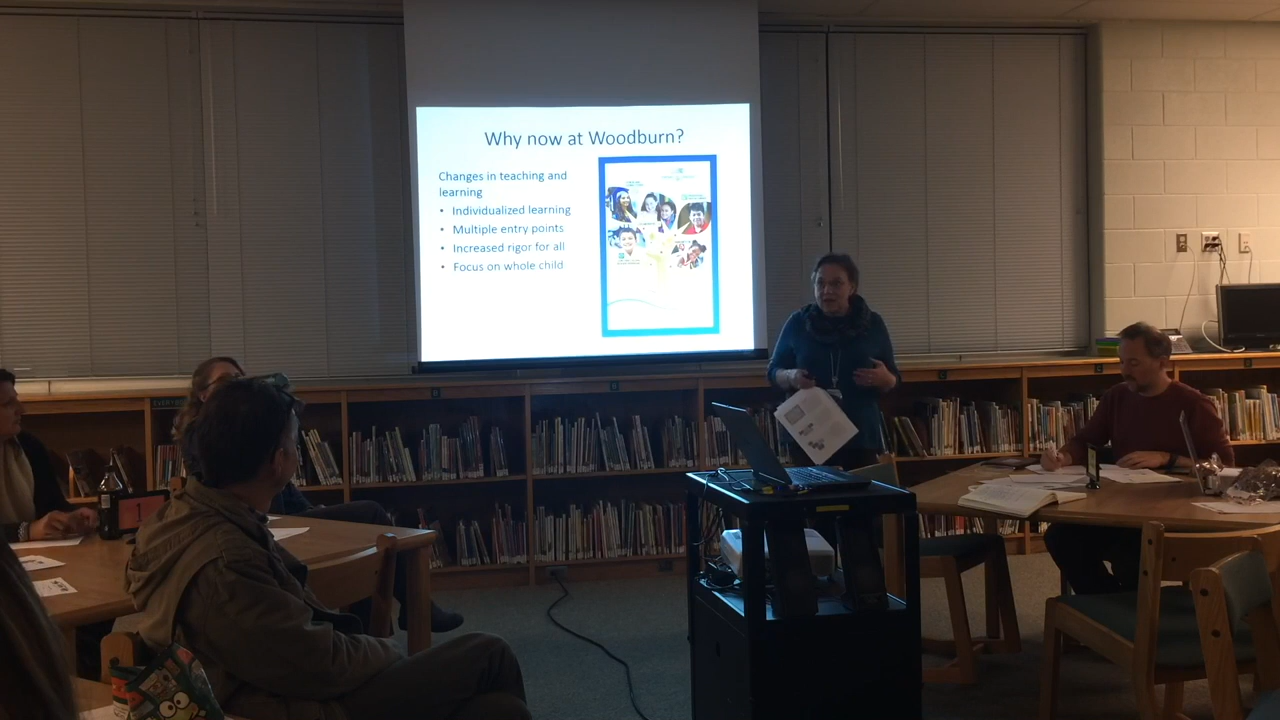 Why now at Woodburn?
Changes in teaching and
learning
• Individualized learning
• Multiple entry points
• Increased rigor for all
• Focus on whole child